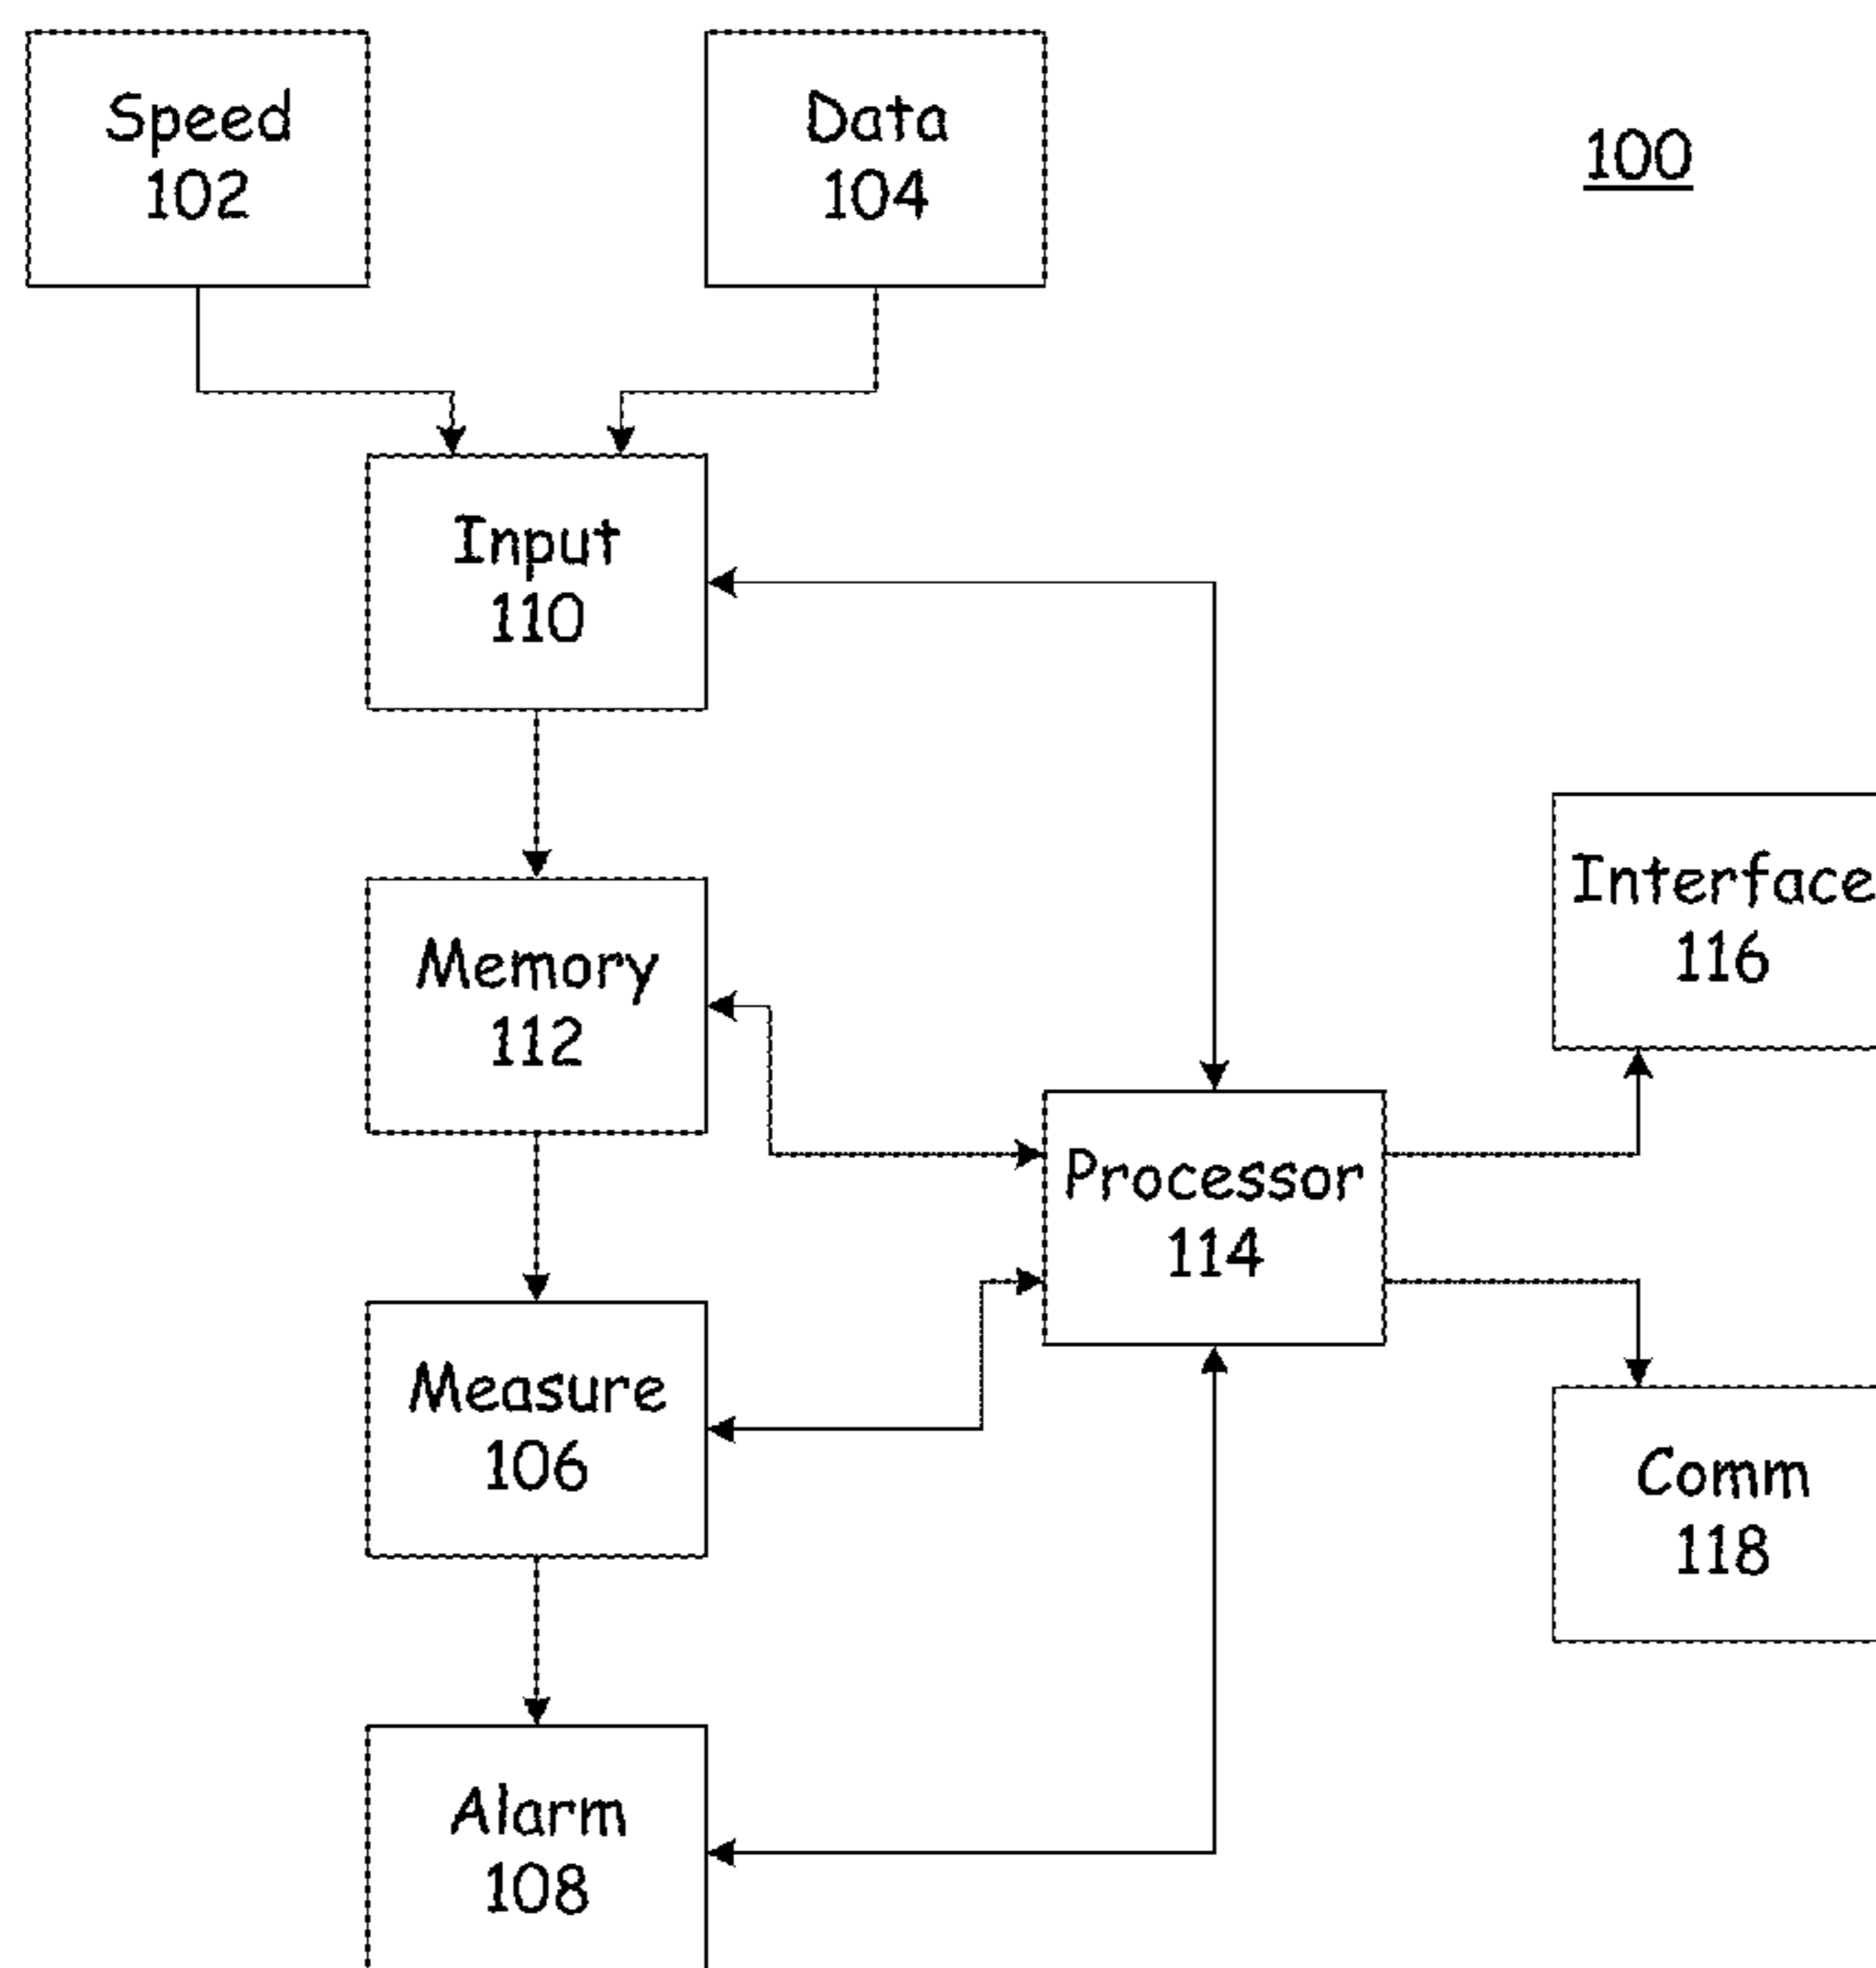 Speed
102
Data
104
100
Input
110
Memory
112
Interface
116
Processor
114
Measure
106
Comm
118
Alarm
108